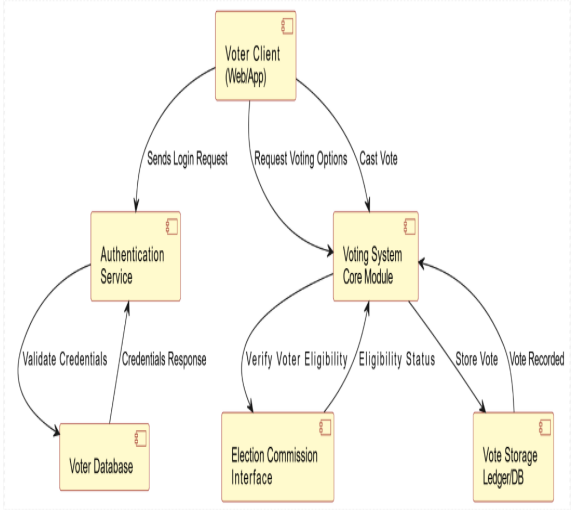 Voter Client
(Web/App)
Sends Login Request
Request Voting Options
Cast Vote
Authentication
Service
Voting System
Core Module
Validate Credentials
Credentials Response
Verify Voter Eligibility
Eligibility Status
Store Vote
Vote Recorded
Voter Database
Election Commission
Interface
Vote Storage
Ledger/DB